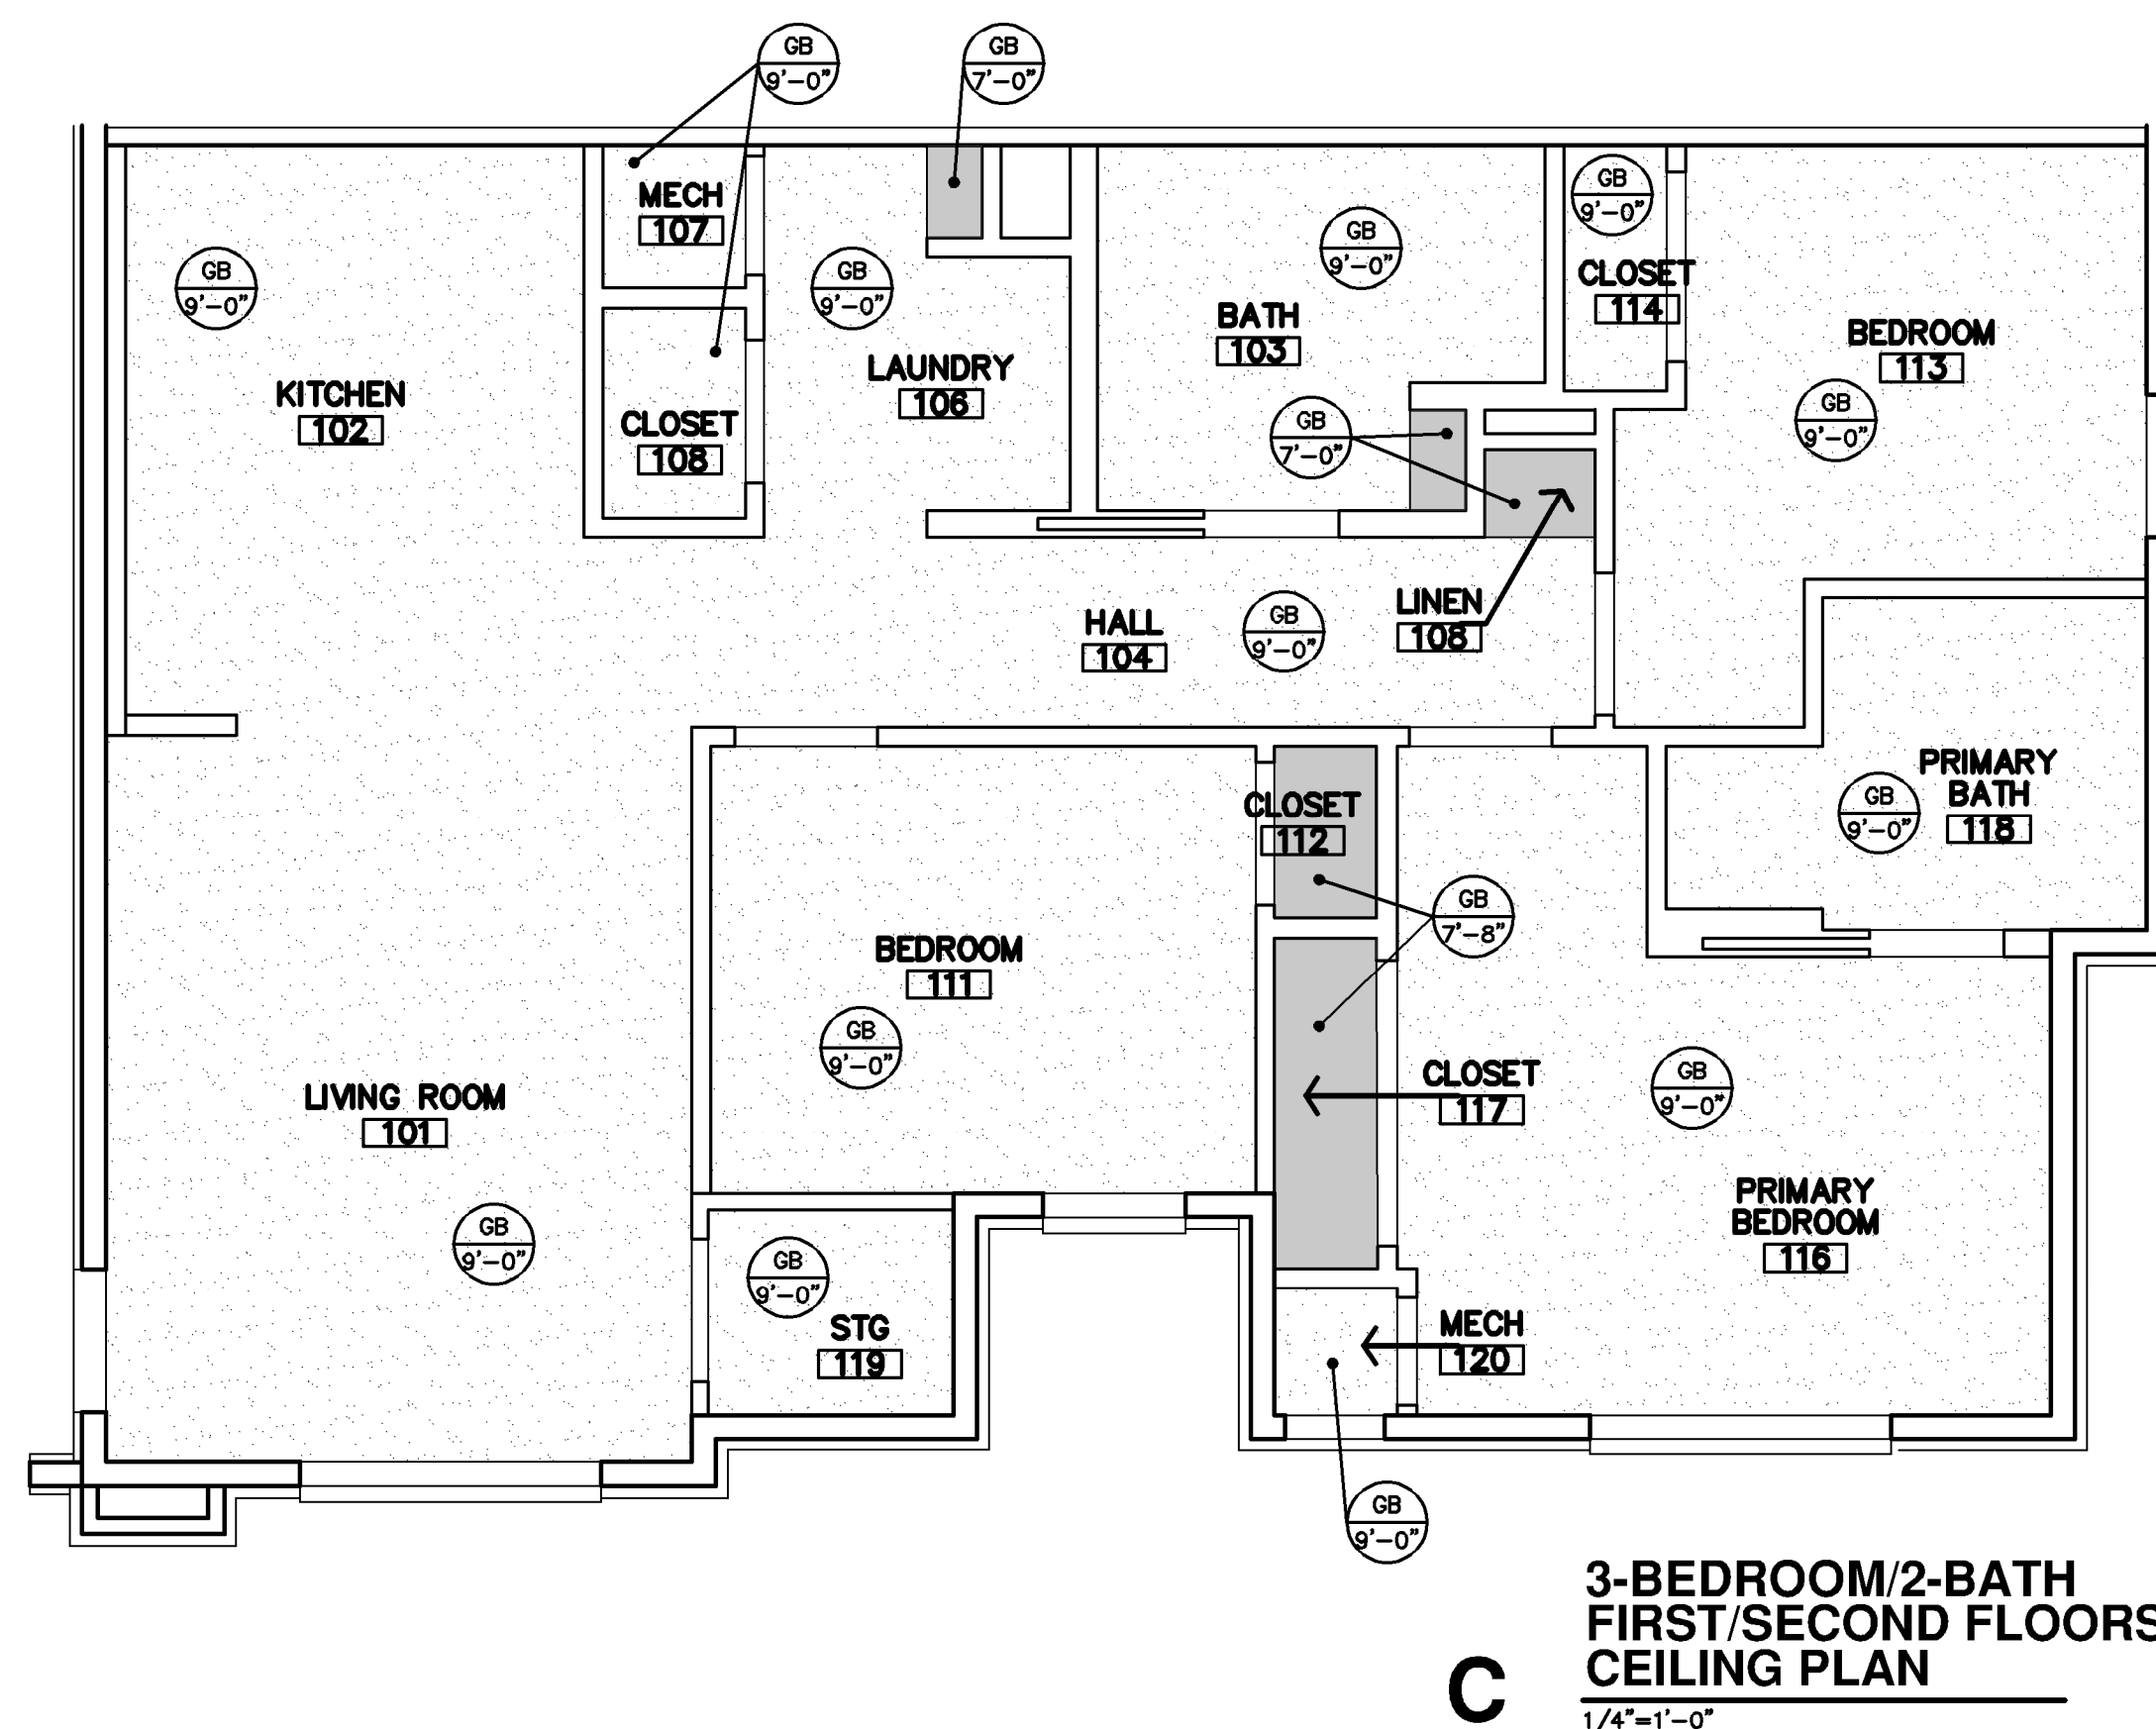 GB
9'-0"
GB
7'-0"
MECH
107
GB
9'-0"
GB
9'-0"
GB
9'-0"
GB
9'-0"
CLOSET
114
BATH
103
BEDROOM
113
KITCHEN
102
LAUNDRY
106
CLOSET
108
GB
7'-0"
GB
9'-0"
HALL
104
GB
9'-0"
LINEN
108
PRIMARY
BATH
118
GB
9'-0"
CLOSET
112
GB
7'-8"
BEDROOM
111
GB
9'-0"
LIVING ROOM
101
CLOSET
117
GB
9'-0"
PRIMARY
BEDROOM
116
GB
9'-0"
GB
9'-0"
STG
119
MECH
120
GB
9'-0"
C
3-BEDROOM/2-BATH
FIRST/SECOND FLOORS
CEILING PLAN
1/4"=1'-0"